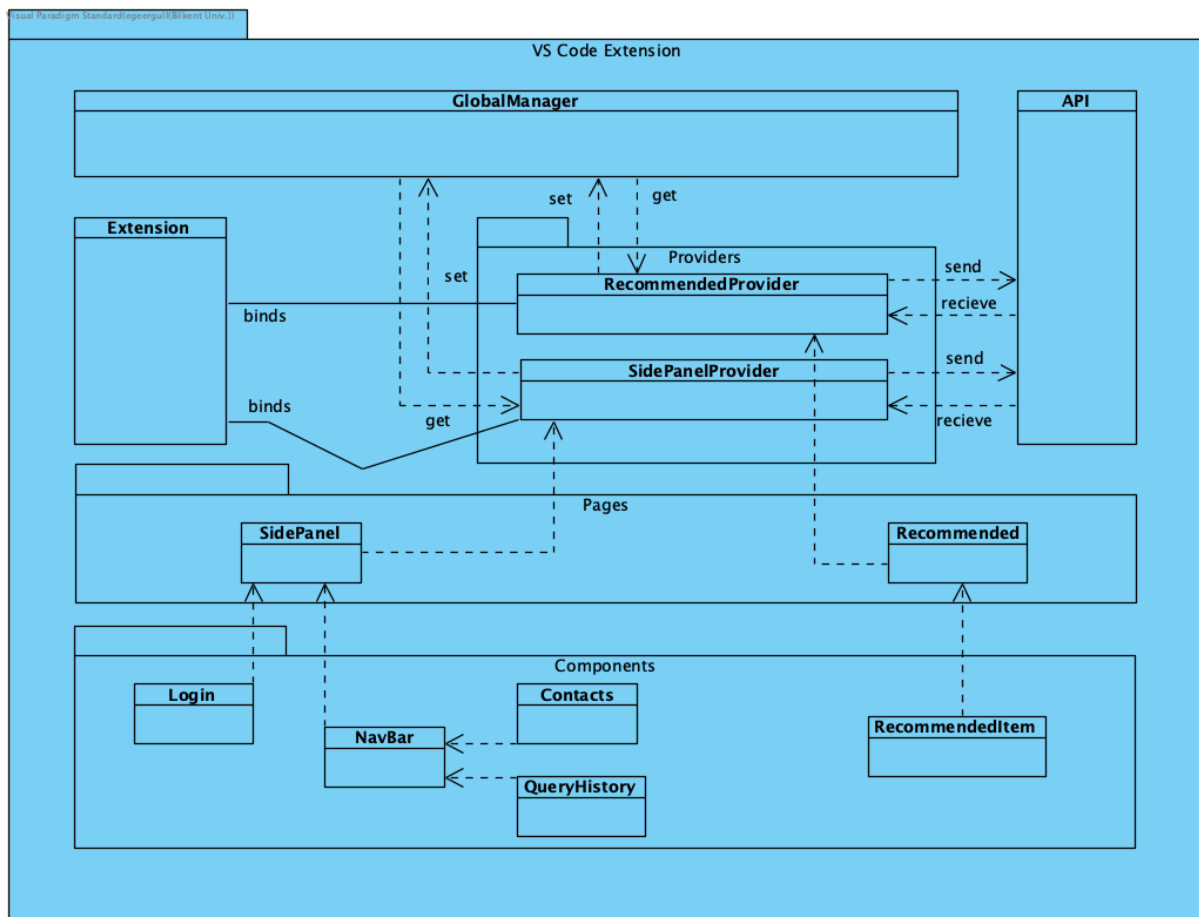 Visual Paradigm Standard(egeergull(Bilkent Univ.))
VS Code Extension
GlobalManager
API
set
get
Extension
Providers
send
set
RecommendedProvider
recieve
binds
send
SidePanelProvider
binds
get
recieve
Pages
SidePanel
Recommended
Components
Login
Contacts
NavBar
RecommendedItem
QueryHistory